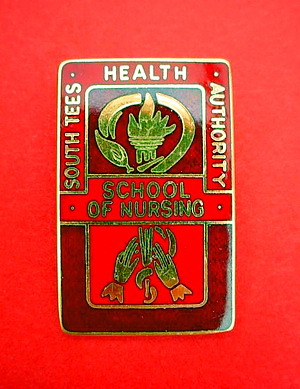 SOUTH TEES · HEALTH · AUTHORITY
· SCHOOL ·
OF NURSING